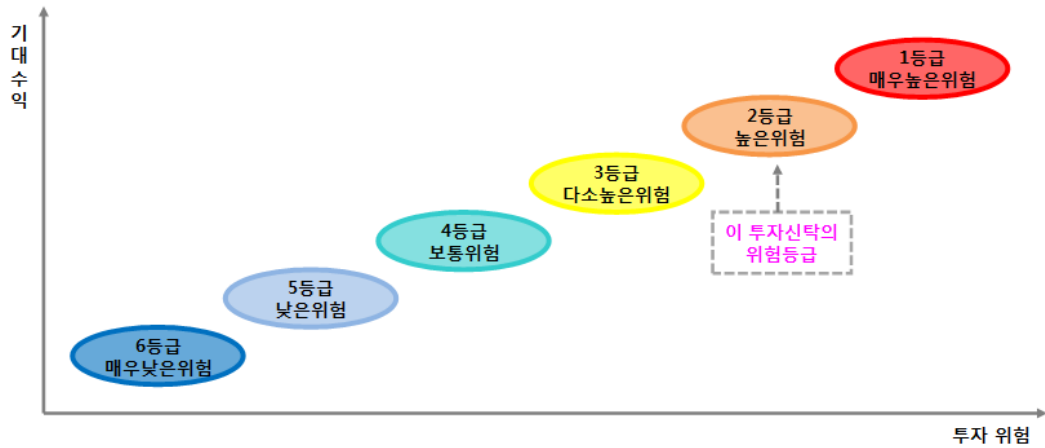 기
대
수
익
1등급
매우높은위험
2등급
높은위험
3등급
다소높은위험
이 투자신탁의
위험등급
4등급
보통위험
5등급
낮은위험
6등급
매우낮은위험
투자 위험